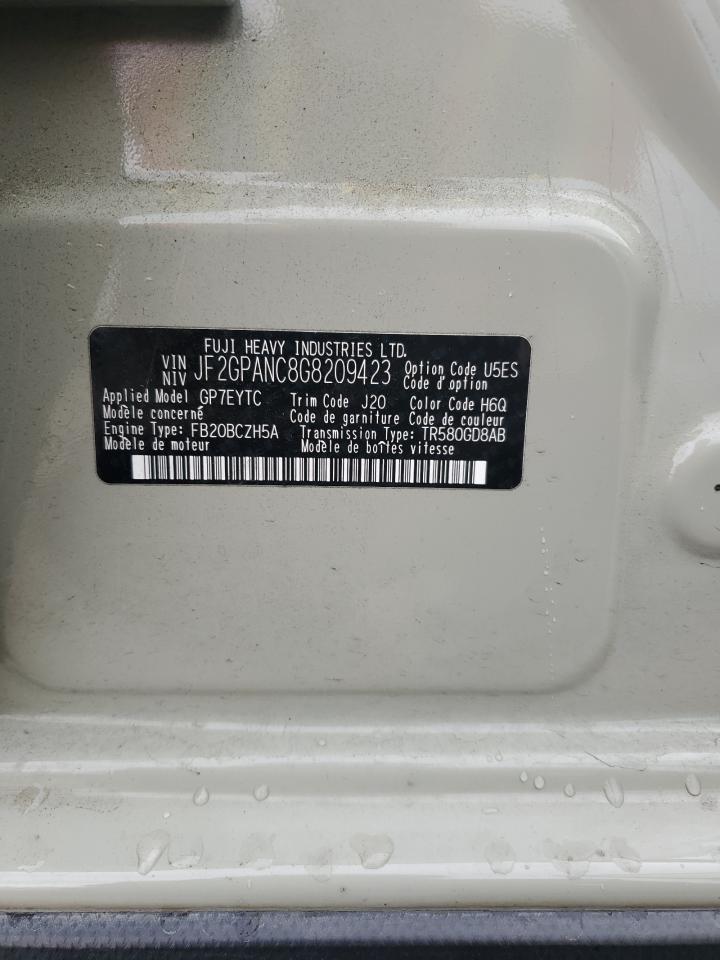 FUJI HEAVY INDUSTRIES LTD.
VIN NIV JF2GPANC8G8209423 Option Code U5ES
Code d'option
Applied Model GP7EYTC Trim Code J20 Color Code H6Q
Modèle concerné Code de garniture Code de couleur
Engine Type: FB20BCZH5A Transmission Type: TR580GD8AB
Modèle de moteur Modèle de boîtes vitesse